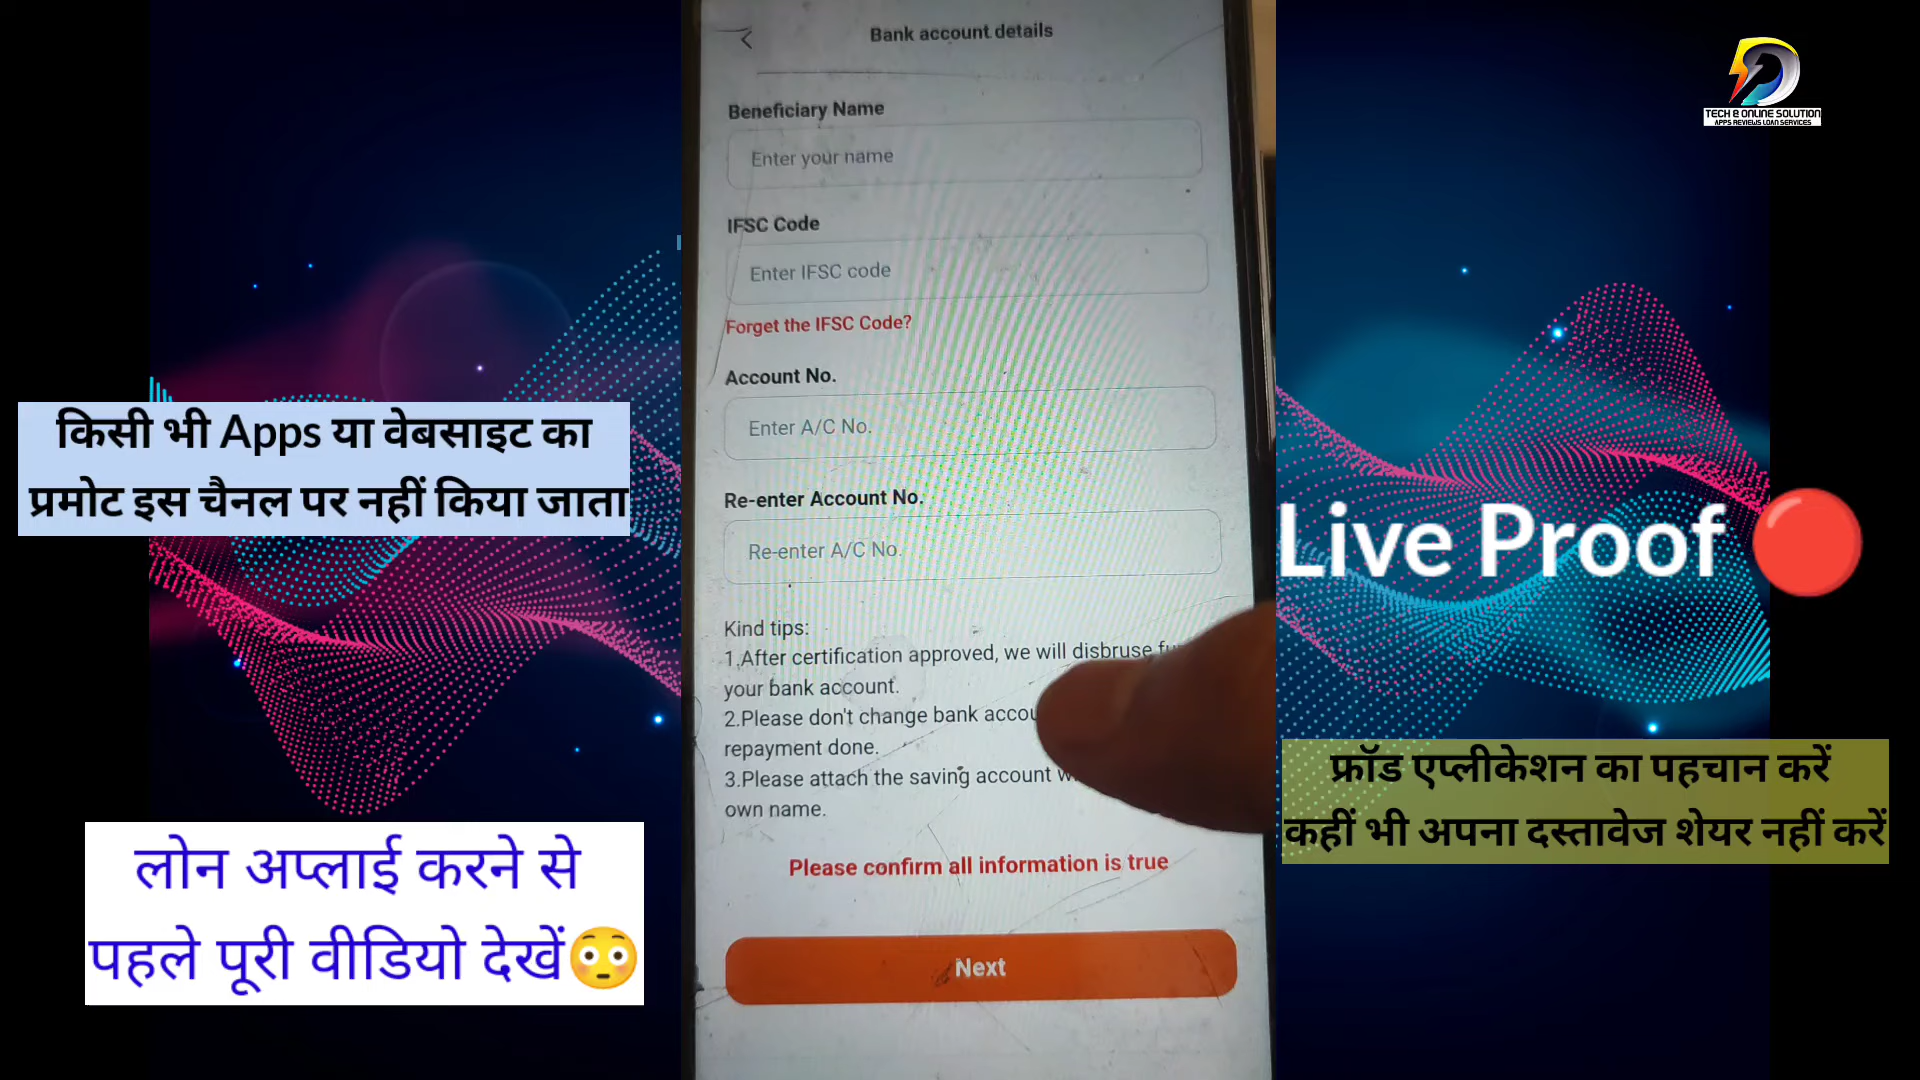 Bank account details
Beneficiary Name
Enter your name
IFSC Code
Enter IFSC code
Forget the IFSC Code?
Account No.
Enter A/C No.
Re-enter Account No.
Re-enter A/C No.
Kind tips:
1.After certification approved, we will disbruse
your bank account.
2.Please don't change bank
repayment done.
3.Please attach the saving account
own name.
Please confirm all information is true
Next
किसी भी Apps या वेबसाइट का
प्रमोट इस चैनल पर नहीं किया जाता
लोन अप्लाई करने से
पहले पूरी वीडियो देखें😳
TECH & ONLINE SOLUTION
APPS REVIEWS LOAN SERVICES
Live Proof 🔴
फ्रॉड एप्लीकेशन का पहचान करें
कहीं भी अपना दस्तावेज शेयर नहीं करें